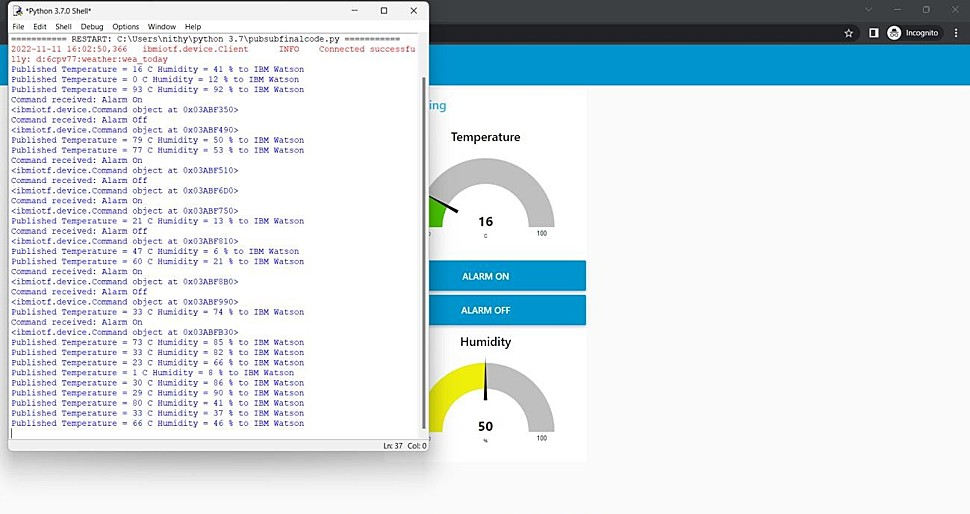 *Python 3.7.0 Shell*
File Edit Shell Debug Options Window Help
=========== RESTART: C:\Users\nithy\python 3.7\pubsubfinalcode.py ===========
2022-11-11 16:02:50,366 ibmiotf.device.Client INFO Connected successfu
lly: d:6cpv77:weather:wea_today
Published Temperature = 16 C Humidity = 41 % to IBM Watson
Published Temperature = 0 C Humidity = 12 % to IBM Watson
Published Temperature = 93 C Humidity = 92 % to IBM Watson
Command received: Alarm On
<ibmiotf.device.Command object at 0x03ABF350>
Command received: Alarm Off
<ibmiotf.device.Command object at 0x03ABF490>
Published Temperature = 79 C Humidity = 50 % to IBM Watson
Published Temperature = 77 C Humidity = 53 % to IBM Watson
Command received: Alarm On
<ibmiotf.device.Command object at 0x03ABF510>
Command received: Alarm Off
<ibmiotf.device.Command object at 0x03ABF6D0>
Command received: Alarm On
<ibmiotf.device.Command object at 0x03ABF750>
Published Temperature = 21 C Humidity = 13 % to IBM Watson
Command received: Alarm Off
<ibmiotf.device.Command object at 0x03ABF810>
Published Temperature = 47 C Humidity = 6 % to IBM Watson
Published Temperature = 60 C Humidity = 21 % to IBM Watson
Command received: Alarm On
<ibmiotf.device.Command object at 0x03ABF8B0>
Command received: Alarm Off
<ibmiotf.device.Command object at 0x03ABF990>
Published Temperature = 33 C Humidity = 74 % to IBM Watson
Command received: Alarm On
<ibmiotf.device.Command object at 0x03ABFB30>
Published Temperature = 73 C Humidity = 85 % to IBM Watson
Published Temperature = 33 C Humidity = 82 % to IBM Watson
Published Temperature = 23 C Humidity = 66 % to IBM Watson
Published Temperature = 1 C Humidity = 8 % to IBM Watson
Published Temperature = 30 C Humidity = 86 % to IBM Watson
Published Temperature = 29 C Humidity = 90 % to IBM Watson
Published Temperature = 80 C Humidity = 41 % to IBM Watson
Published Temperature = 33 C Humidity = 37 % to IBM Watson
Published Temperature = 66 C Humidity = 46 % to IBM Watson
Ln: 37 Col: 0
Incognito
ing
Temperature
16
C
0 100
ALARM ON
ALARM OFF
Humidity
50
%
0 100